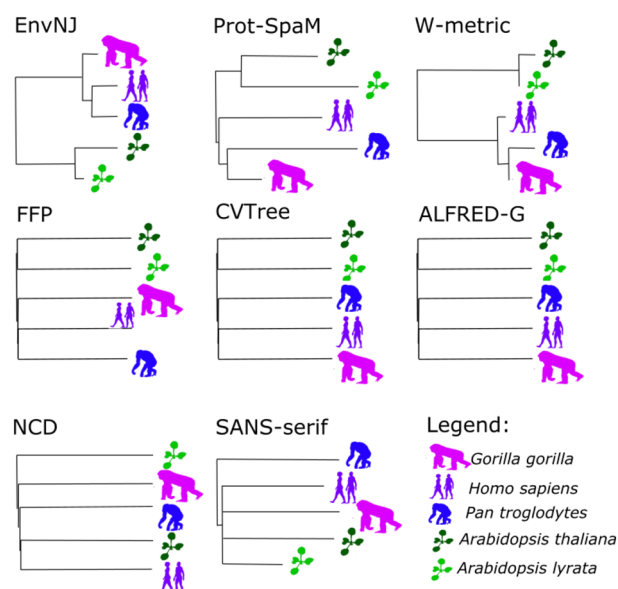 EnvNJ
Prot-SpaM
W-metric
FFP
CVTree
ALFRED-G
NCD
SANS-serif
Legend:
Gorilla gorilla
Homo sapiens
Pan troglodytes
Arabidopsis thaliana
Arabidopsis lyrata